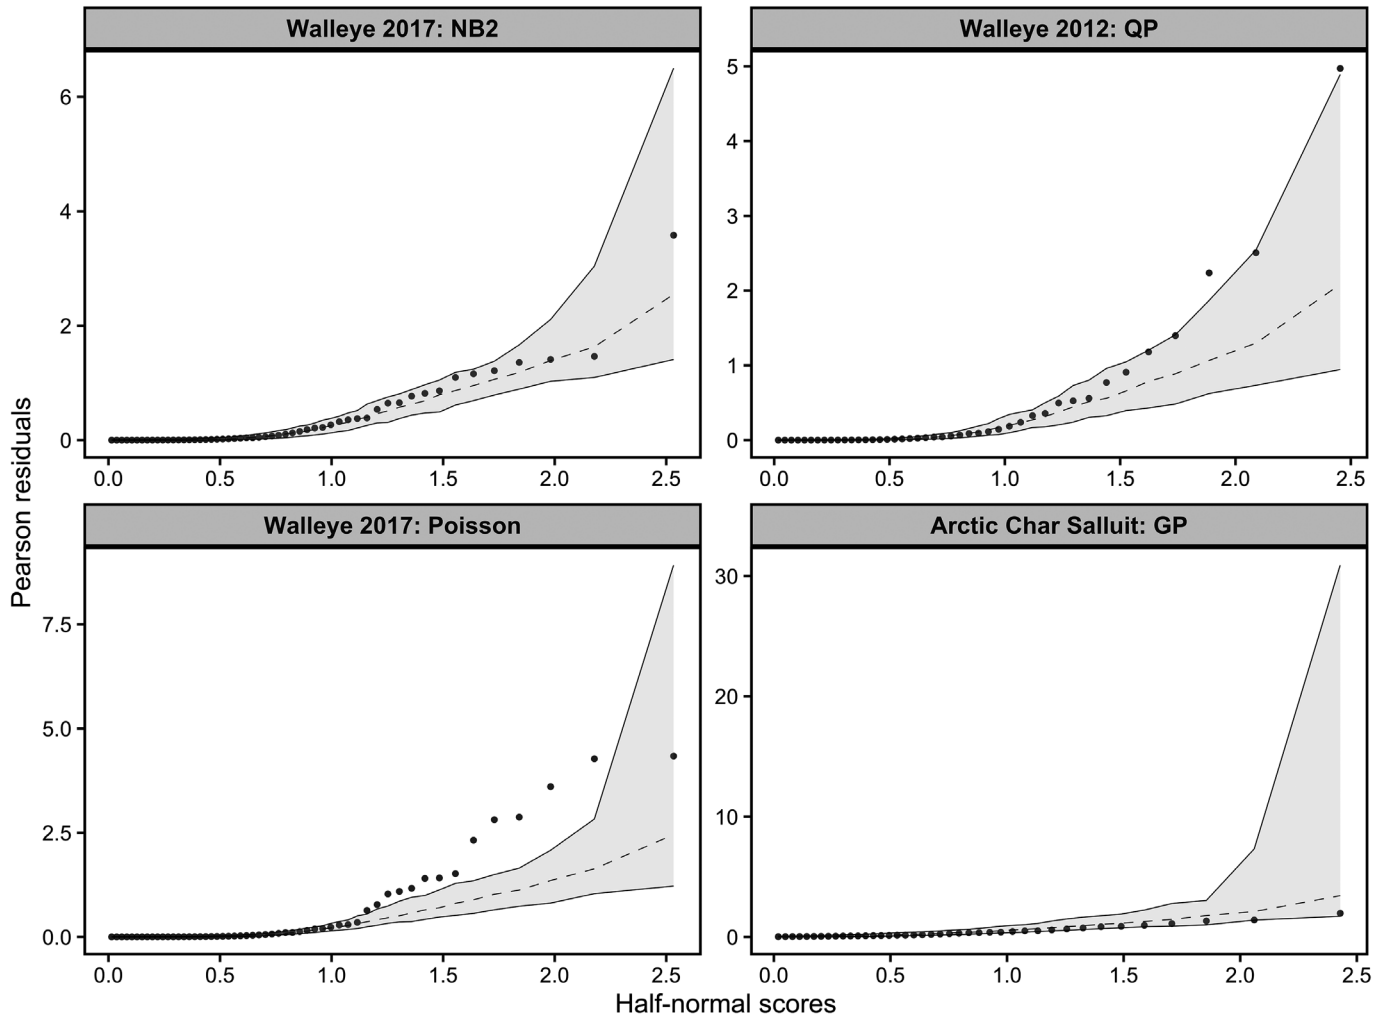 Walleye 2017: NB2
Walleye 2012: QP
6
4
2
0
0.0 0.5 1.0 1.5 2.0 2.5
5
4
3
2
1
0
0.0 0.5 1.0 1.5 2.0 2.5
Pearson residuals
Walleye 2017: Poisson
Arctic Char Salluit: GP
7.5
5.0
2.5
0.0
0.0 0.5 1.0 1.5 2.0 2.5
30
20
10
0
0.0 0.5 1.0 1.5 2.0 2.5
Half-normal scores